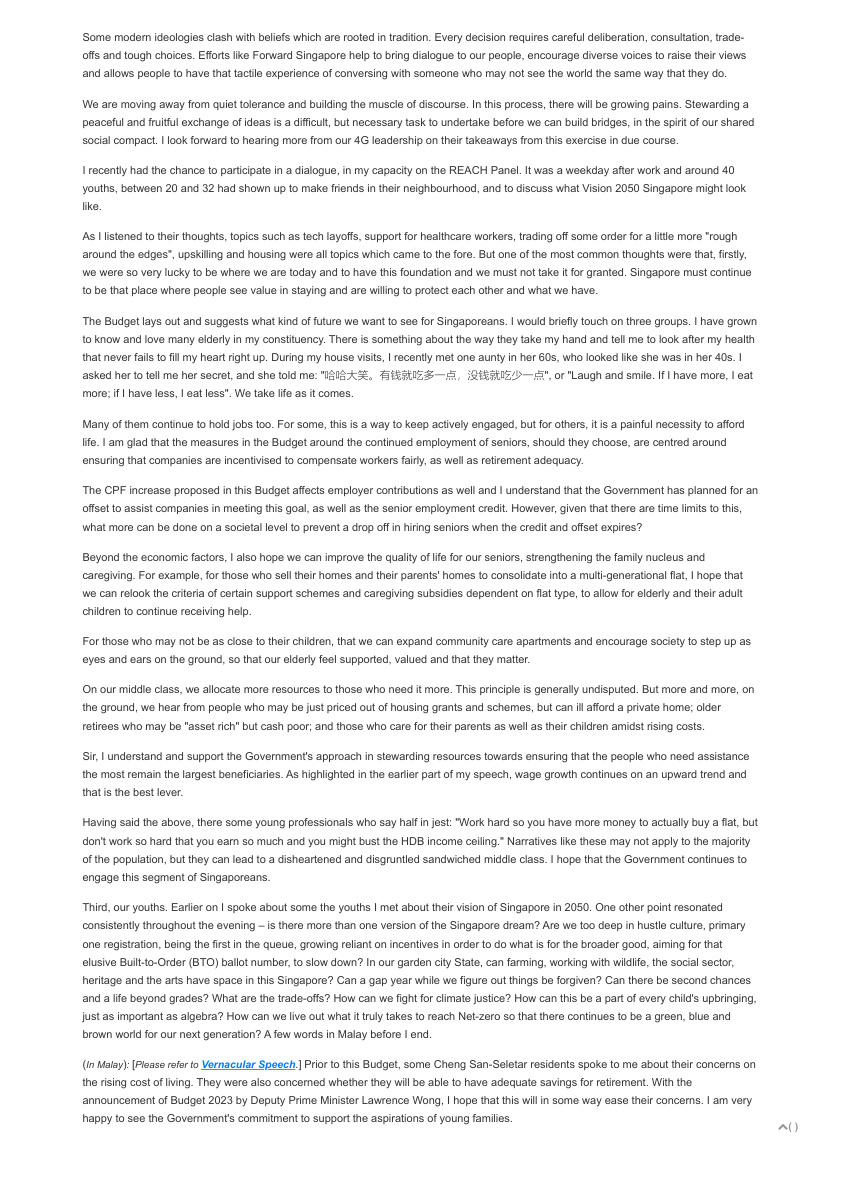 Some modern ideologies clash with beliefs which are rooted in tradition. Every decision requires careful deliberation, consultation, trade-
offs and tough choices. Efforts like Forward Singapore help to bring dialogue to our people, encourage diverse voices to raise their views
and allows people to have that tactile experience of conversing with someone who may not see the world the same way that they do.
We are moving away from quiet tolerance and building the muscle of discourse. In this process, there will be growing pains. Stewarding a
peaceful and fruitful exchange of ideas is a difficult, but necessary task to undertake before we can build bridges, in the spirit of our shared
social compact. I look forward to hearing more from our 4G leadership on their takeaways from this exercise in due course.
I recently had the chance to participate in a dialogue, in my capacity on the REACH Panel. It was a weekday after work and around 40
youths, between 20 and 32 had shown up to make friends in their neighbourhood, and to discuss what Vision 2050 Singapore might look
like.
As I listened to their thoughts, topics such as tech layoffs, support for healthcare workers, trading off some order for a little more "rough
around the edges", upskilling and housing were all topics which came to the fore. But one of the most common thoughts were that, firstly,
we were so very lucky to be where we are today and to have this foundation and we must not take it for granted. Singapore must continue
to be that place where people see value in staying and are willing to protect each other and what we have.
The Budget lays out and suggests what kind of future we want to see for Singaporeans. I would briefly touch on three groups. I have grown
to know and love many elderly in my constituency. There is something about the way they take my hand and tell me to look after my health
that never fails to fill my heart right up. During my house visits, I recently met one aunty in her 60s, who looked like she was in her 40s. I
asked her to tell me her secret, and she told me: "哈哈大笑。有钱就吃多一点，没钱就吃少一点", or "Laugh and smile. If I have more, I eat
more; if I have less, I eat less". We take life as it comes.
Many of them continue to hold jobs too. For some, this is a way to keep actively engaged, but for others, it is a painful necessity to afford
life. I am glad that the measures in the Budget around the continued employment of seniors, should they choose, are centred around
ensuring that companies are incentivised to compensate workers fairly, as well as retirement adequacy.
The CPF increase proposed in this Budget affects employer contributions as well and I understand that the Government has planned for an
offset to assist companies in meeting this goal, as well as the senior employment credit. However, given that there are time limits to this,
what more can be done on a societal level to prevent a drop off in hiring seniors when the credit and offset expires?
Beyond the economic factors, I also hope we can improve the quality of life for our seniors, strengthening the family nucleus and
caregiving. For example, for those who sell their homes and their parents' homes to consolidate into a multi-generational flat, I hope that
we can relook the criteria of certain support schemes and caregiving subsidies dependent on flat type, to allow for elderly and their adult
children to continue receiving help.
For those who may not be as close to their children, that we can expand community care apartments and encourage society to step up as
eyes and ears on the ground, so that our elderly feel supported, valued and that they matter.
On our middle class, we allocate more resources to those who need it more. This principle is generally undisputed. But more and more, on
the ground, we hear from people who may be just priced out of housing grants and schemes, but can ill afford a private home; older
retirees who may be "asset rich" but cash poor; and those who care for their parents as well as their children amidst rising costs.
Sir, I understand and support the Government's approach in stewarding resources towards ensuring that the people who need assistance
the most remain the largest beneficiaries. As highlighted in the earlier part of my speech, wage growth continues on an upward trend and
that is the best lever.
Having said the above, there some young professionals who say half in jest: "Work hard so you have more money to actually buy a flat, but
don't work so hard that you earn so much and you might bust the HDB income ceiling." Narratives like these may not apply to the majority
of the population, but they can lead to a disheartened and disgruntled sandwiched middle class. I hope that the Government continues to
engage this segment of Singaporeans.
Third, our youths. Earlier on I spoke about some the youths I met about their vision of Singapore in 2050. One other point resonated
consistently throughout the evening – is there more than one version of the Singapore dream? Are we too deep in hustle culture, primary
one registration, being the first in the queue, growing reliant on incentives in order to do what is for the broader good, aiming for that
elusive Built-to-Order (BTO) ballot number, to slow down? In our garden city State, can farming, working with wildlife, the social sector,
heritage and the arts have space in this Singapore? Can a gap year while we figure out things be forgiven? Can there be second chances
and a life beyond grades? What are the trade-offs? How can we fight for climate justice? How can this be a part of every child's upbringing,
just as important as algebra? How can we live out what it truly takes to reach Net-zero so that there continues to be a green, blue and
brown world for our next generation? A few words in Malay before I end.
(In Malay): [Please refer to Vernacular Speech.] Prior to this Budget, some Cheng San-Seletar residents spoke to me about their concerns on
the rising cost of living. They were also concerned whether they will be able to have adequate savings for retirement. With the
announcement of Budget 2023 by Deputy Prime Minister Lawrence Wong, I hope that this will in some way ease their concerns. I am very
happy to see the Government's commitment to support the aspirations of young families.
( )